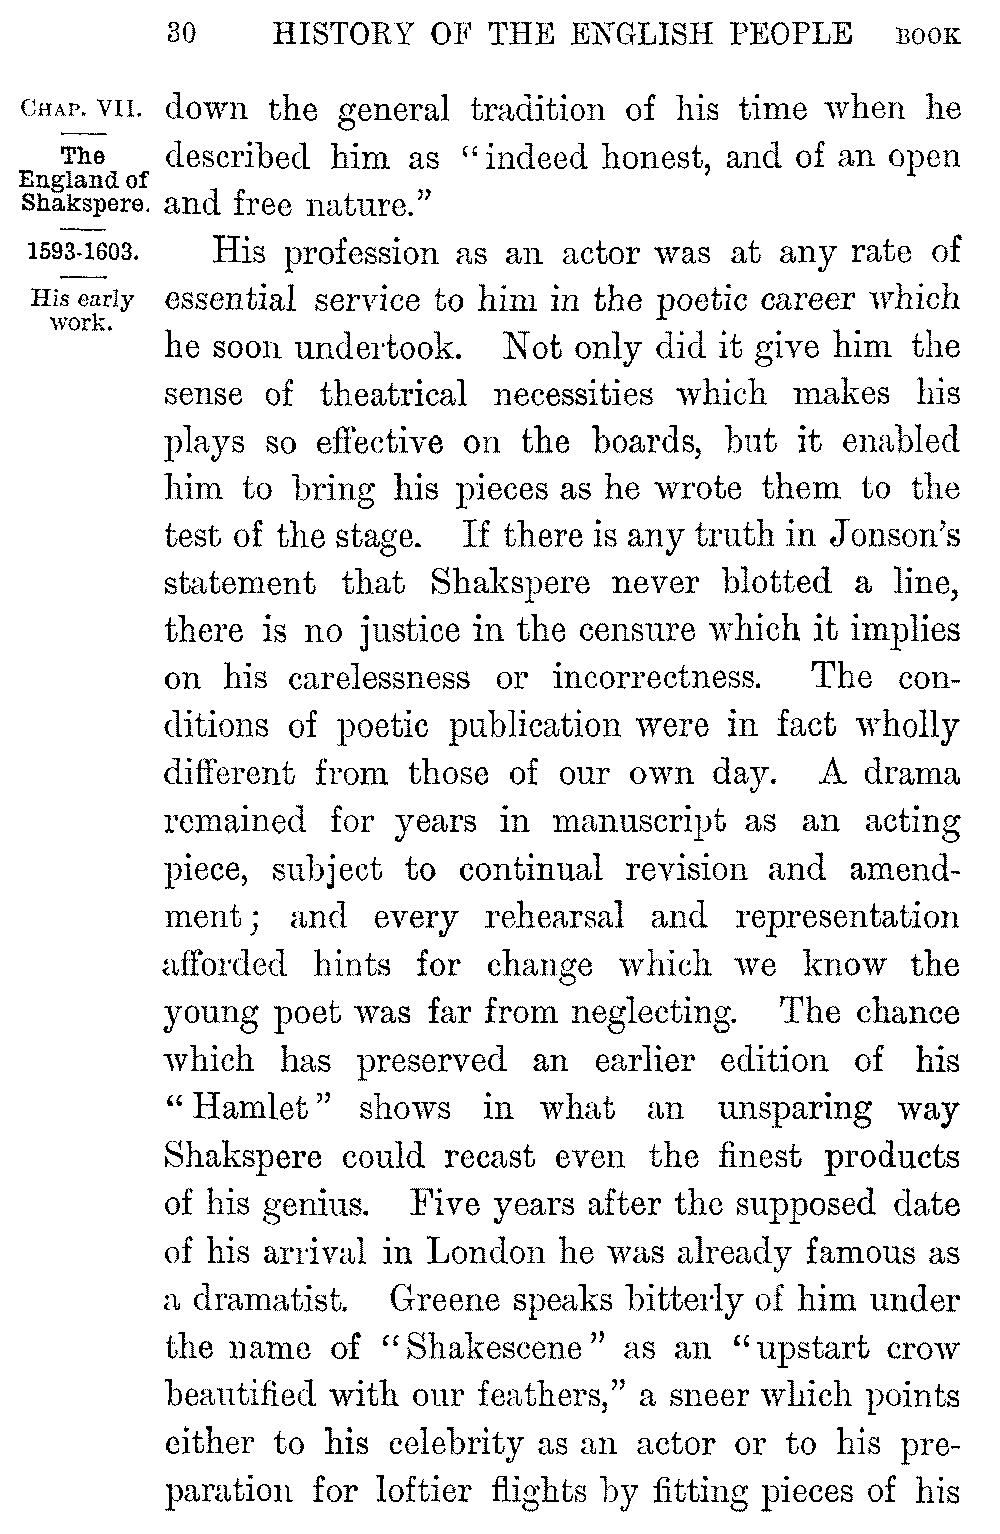 30 HISTORY OF THE ENGLISH PEOPLE BOOK
CHAP. VII.
The
England of
Shakspere.
1593-1603.
His early
work.
down the general tradition of his time when he
described him as “indeed honest, and of an open
and free nature.”
His profession as an actor was at any rate of
essential service to him in the poetic career which
he soon undertook. Not only did it give him the
sense of theatrical necessities which makes his
plays so effective on the boards, but it enabled
him to bring his pieces as he wrote them to the
test of the stage. If there is any truth in Jonson's
statement that Shakspere never blotted a line,
there is no justice in the censure which it implies
on his carelessness or incorrectness. The con-
ditions of poetic publication were in fact wholly
different from those of our own day. A drama
remained for years in manuscript as an acting
piece, subject to continual revision and amend-
ment; and every rehearsal and representation
afforded hints for change which we know the
young poet was far from neglecting. The chance
which has preserved an earlier edition of his
“Hamlet” shows in what an unsparing way
Shakspere could recast even the finest products
of his genius. Five years after the supposed date
of his arrival in London he was already famous as
a dramatist. Greene speaks bitterly of him under
the name of “Shakescene” as an “upstart crow
beautified with our feathers,” a sneer which points
either to his celebrity as an actor or to his pre-
paration for loftier flights by fitting pieces of his